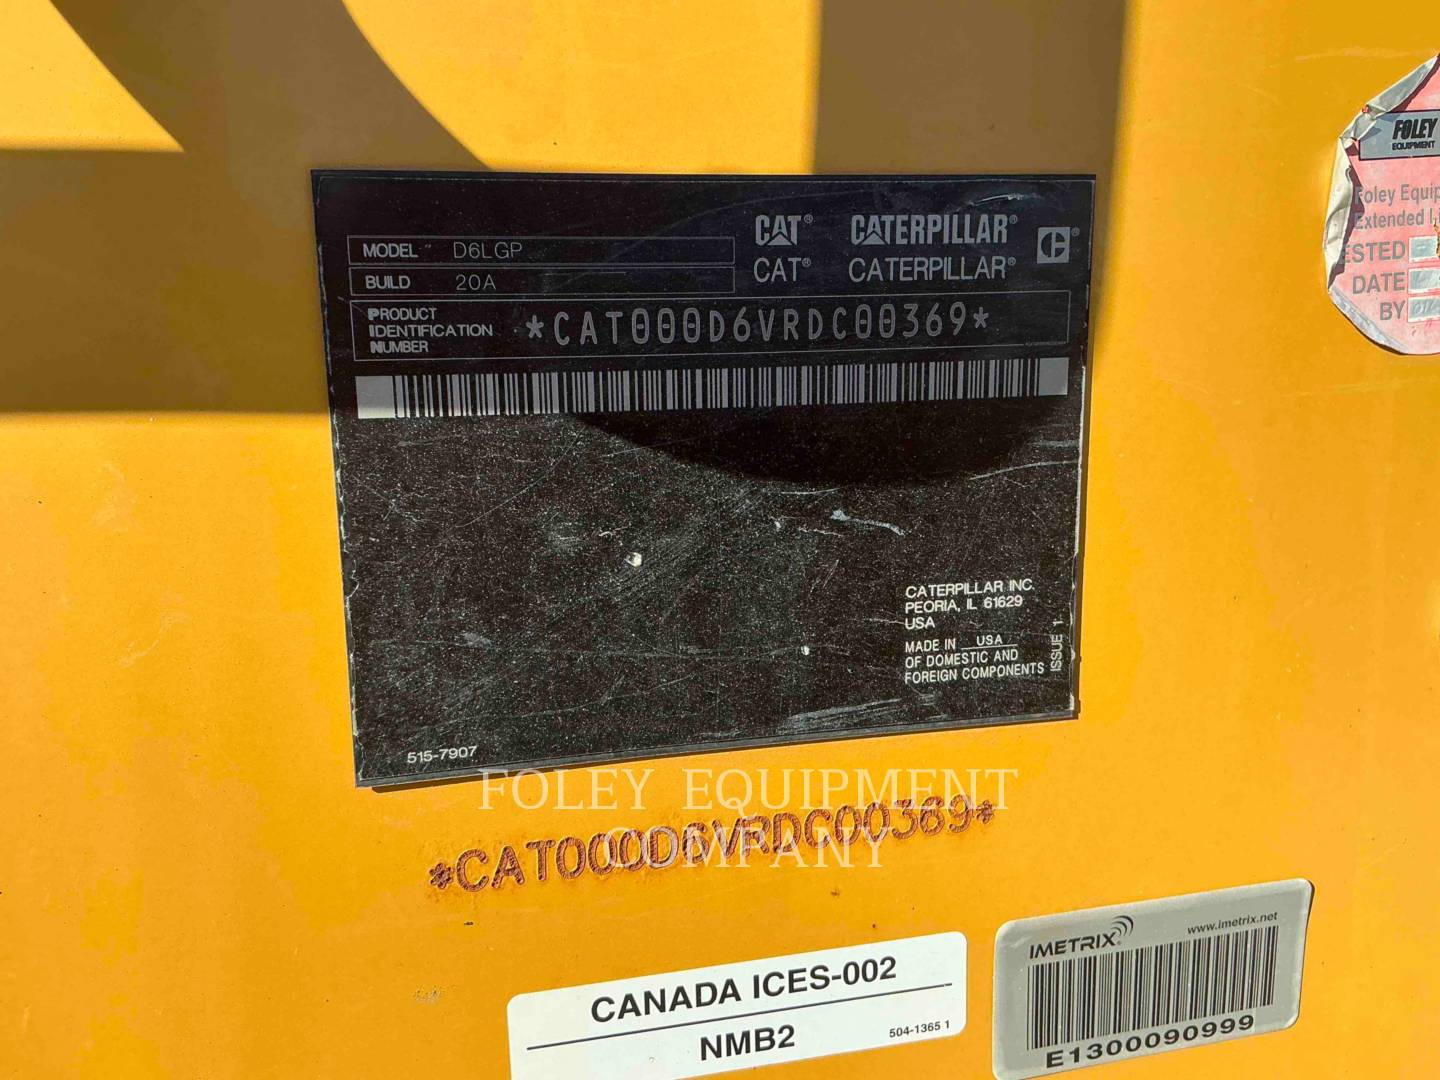 MODEL D6LGP
BUILD 20A
CAT® CATERPILLAR®
CAT® CATERPILLAR®
PRODUCT
IDENTIFICATION
NUMBER
*CAT000D6VRDC00369*
CATERPILLAR INC.
PEORIA, IL 61629
USA
MADE IN USA
OF DOMESTIC AND
FOREIGN COMPONENTS
ISSUE 1
515-7907
FOLEY EQUIPMENT
COMPANY
*CAT000D6VRDC00369*
CANADA ICES-002
NMB2
504-1365 1
IMETRIX®
www.imetrix.net
E1300090999
FOLEY
EQUIPMENT
Foley Equip
Extended
ESTED
DATE
BY